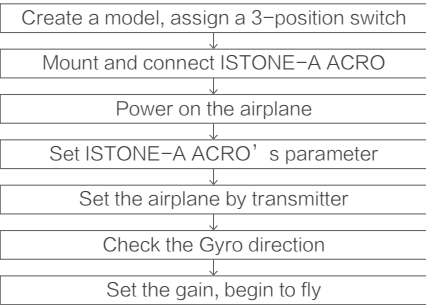 Create a model, assign a 3-position switch
Mount and connect ISTONE-A ACRO
Power on the airplane
Set ISTONE-A ACRO’s parameter
Set the airplane by transmitter
Check the Gyro direction
Set the gain, begin to fly